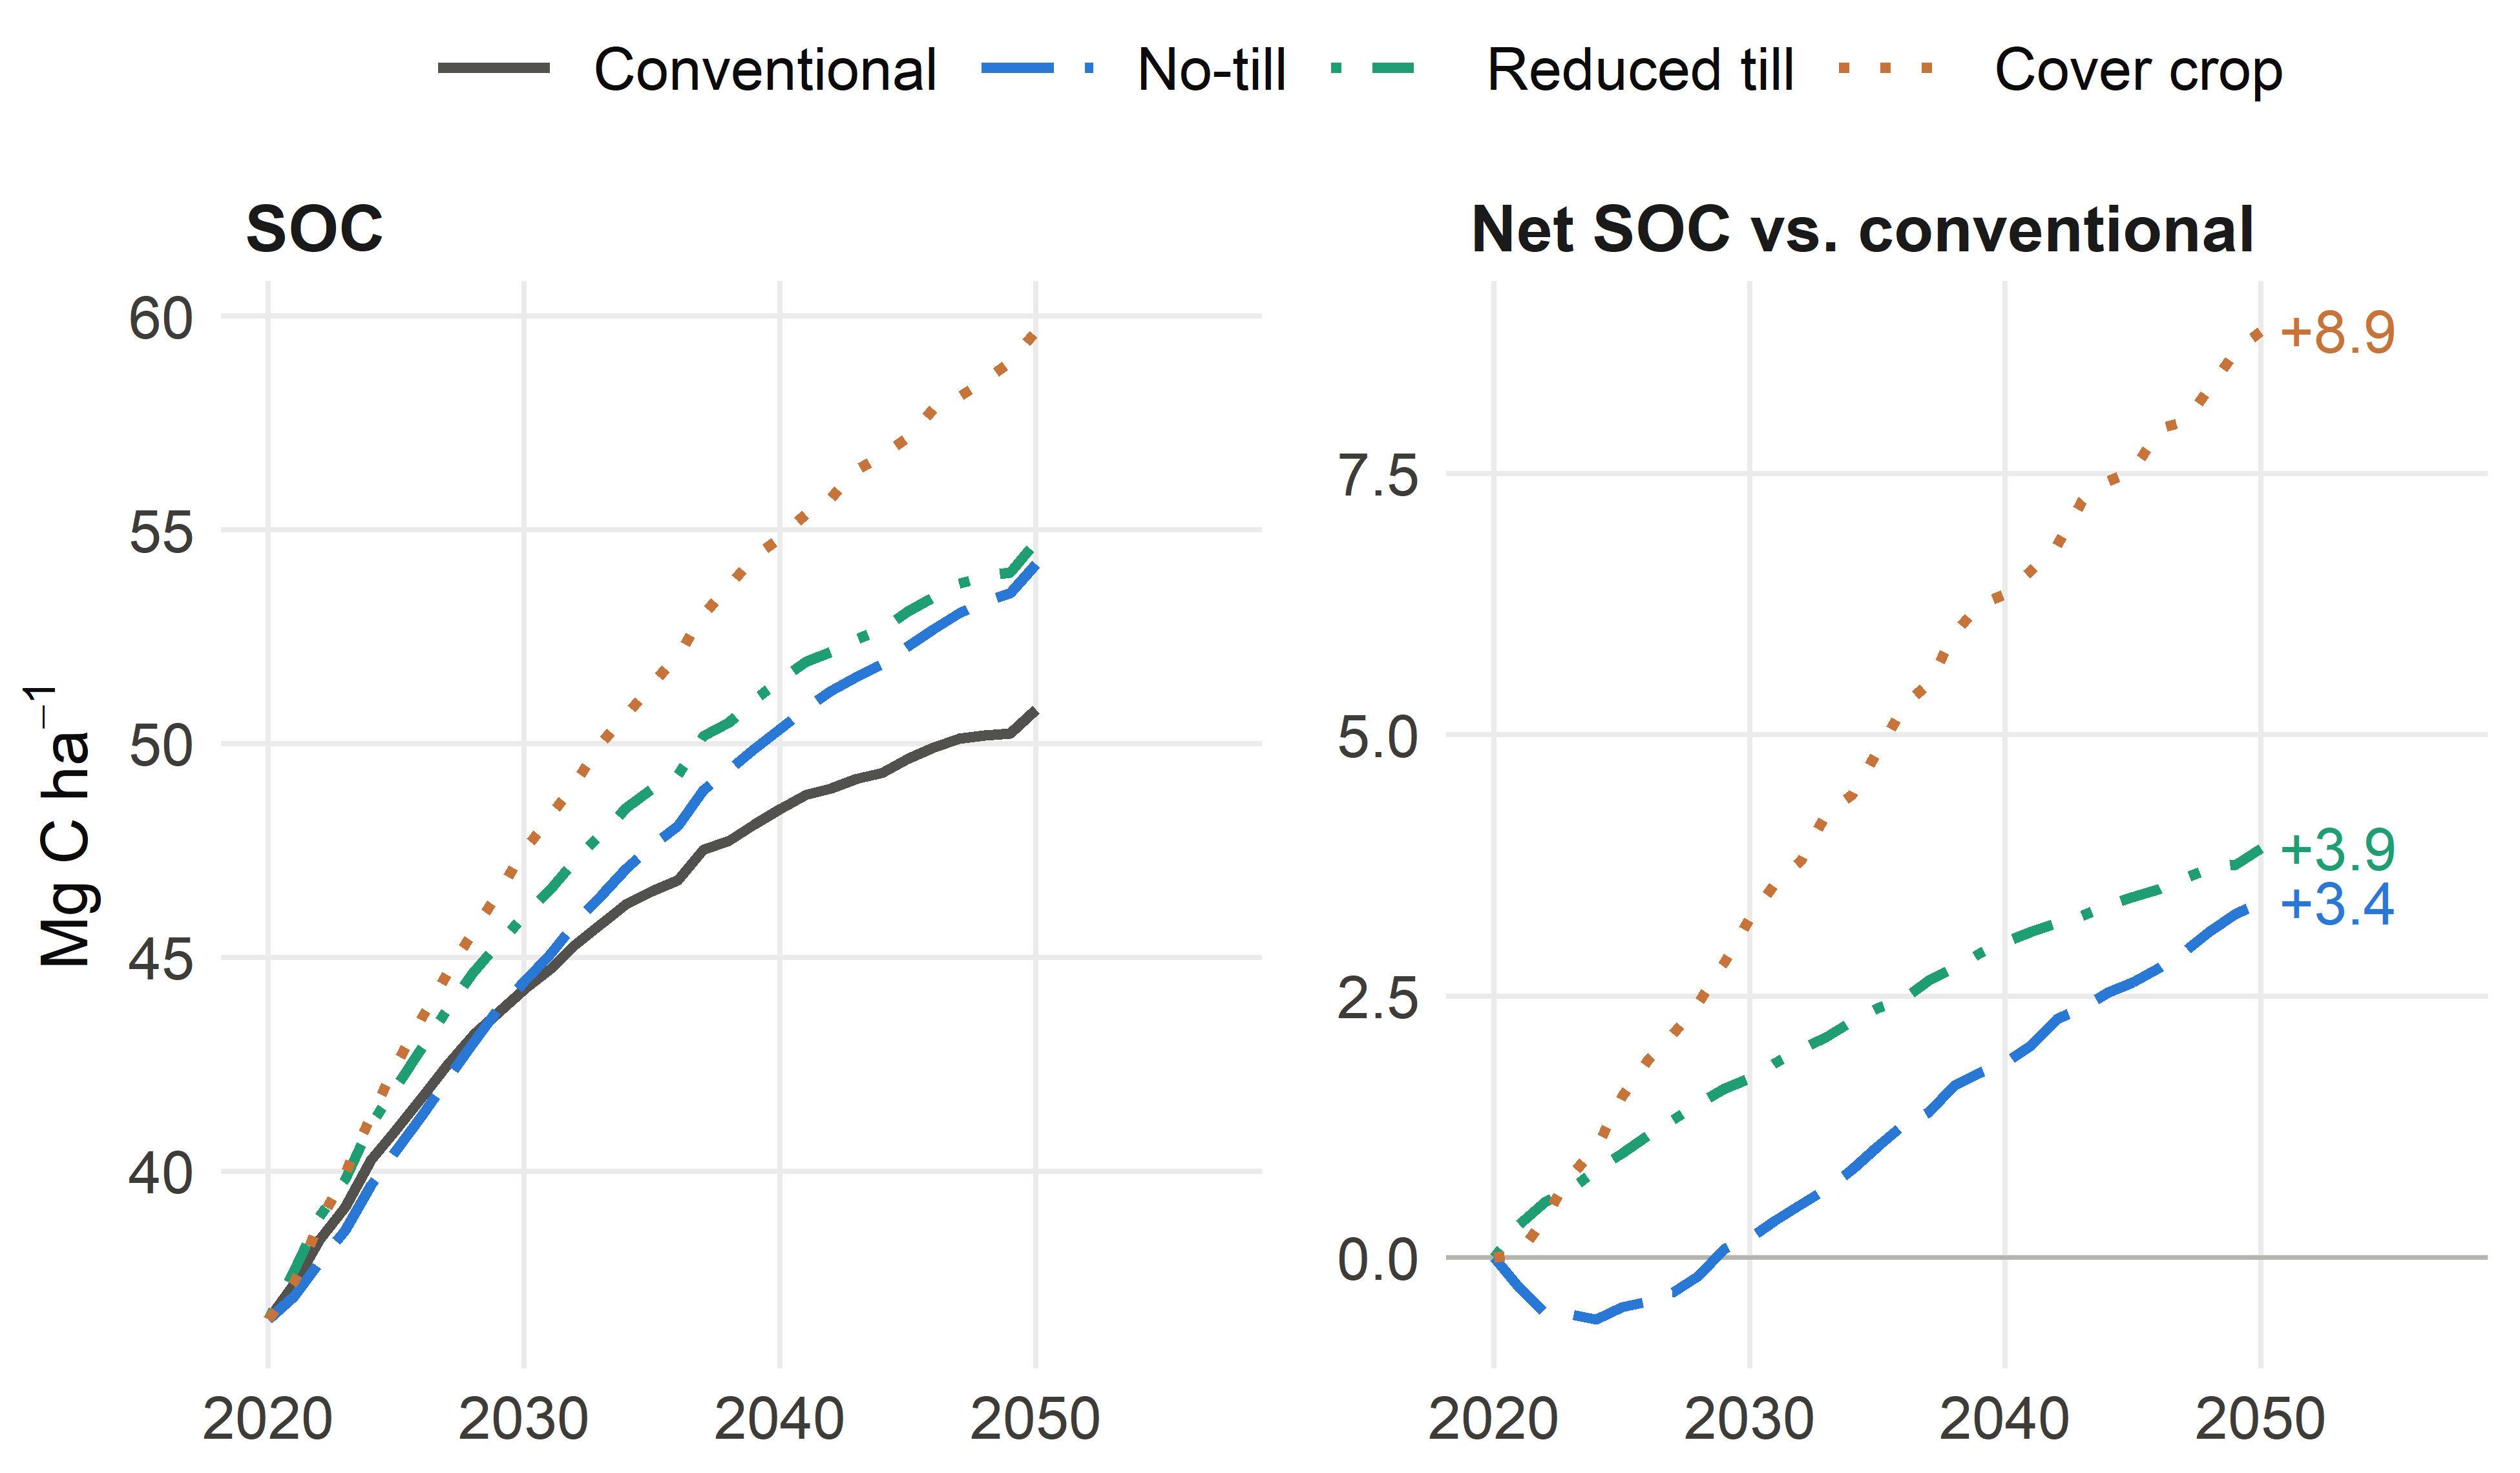 Conventional No-till Reduced till Cover crop
SOC
60
55
50
45
40
Mg C ha⁻¹
2020 2030 2040 2050
Net SOC vs. conventional
7.5
5.0
2.5
0.0
+8.9
+3.9
+3.4
2020 2030 2040 2050